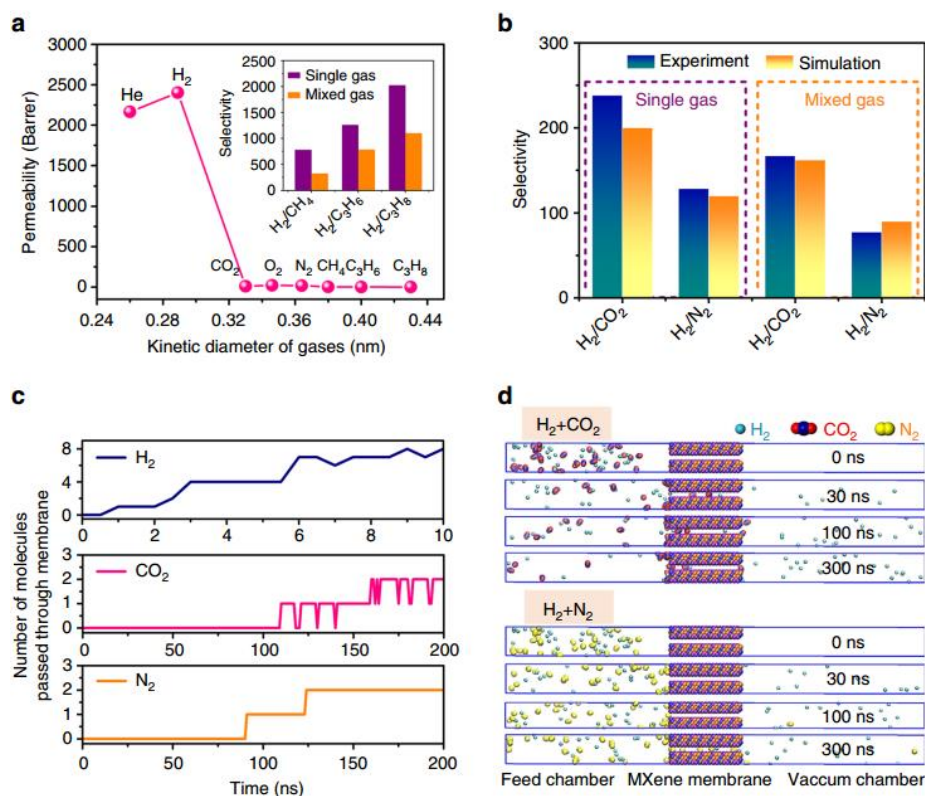 a
Permeability (Barrer)
3000
2500
2000
1500
1000
500
0
He
H₂
CO₂
O₂
N₂
CH₄
C₃H₆
C₃H₈
0.24
0.28
0.32
0.36
0.40
0.44
Kinetic diameter of gases (nm)
Selectivity
2500
2000
1500
1000
500
0
Single gas
Mixed gas
H₂/CH₄
H₂/C₃H₆
H₂/C₃H₈
b
Selectivity
300
200
100
0
Experiment
Simulation
Single gas
Mixed gas
H₂/CO₂
H₂/N₂
H₂/CO₂
H₂/N₂
c
Number of molecules
passed through membrane
8
4
0
H₂
0 2 4 6 8 10
3
2
1
0
CO₂
0 50 100 150 200
3
2
1
0
N₂
0 50 100 150 200
Time (ns)
d
H₂+CO₂
H₂
CO₂
N₂
0 ns
30 ns
100 ns
300 ns
H₂+N₂
0 ns
30 ns
100 ns
300 ns
Feed chamber MXene membrane Vaccum chamber